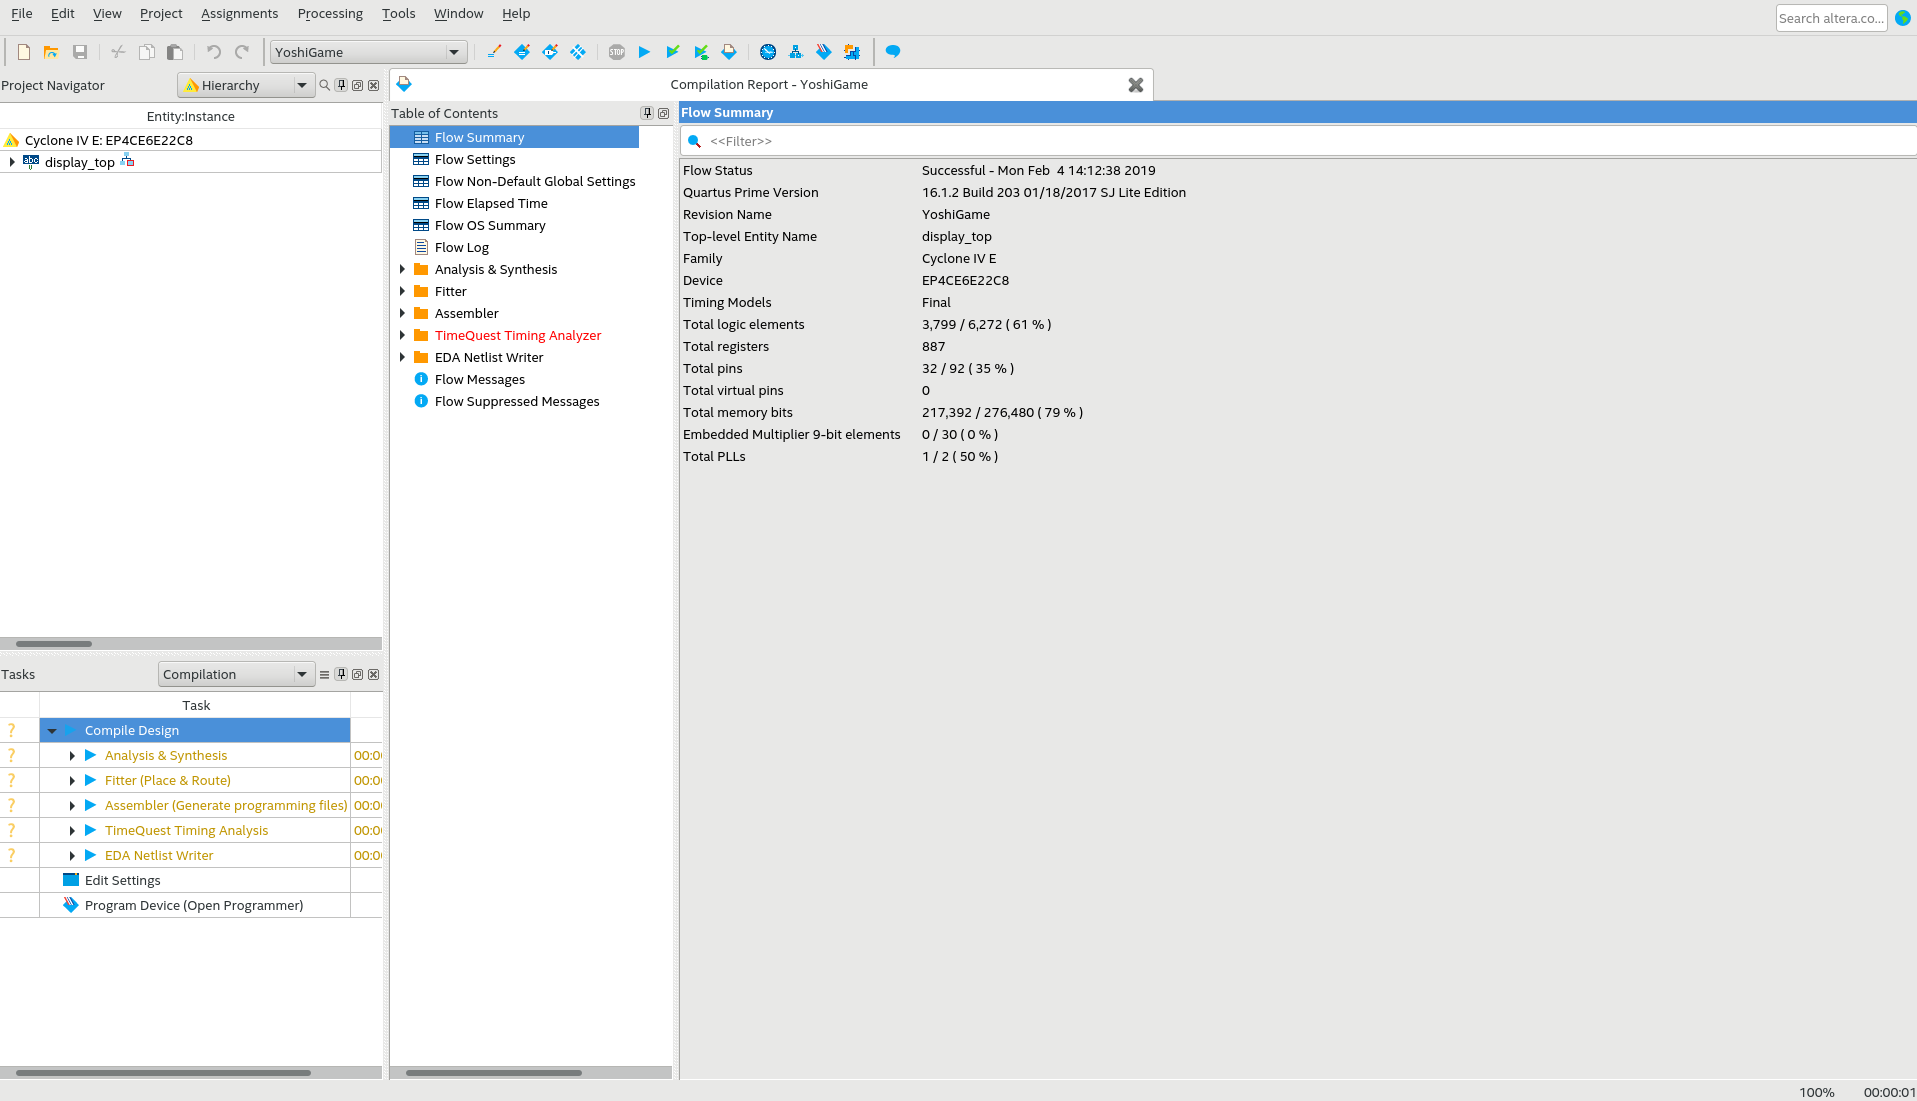 File Edit View Project Assignments Processing Tools Window Help
Search altera.co...
YoshiGame
STOP
Project Navigator
Hierarchy
Entity:Instance
Cyclone IV E: EP4CE6E22C8
abc display_top
Tasks
Compilation
Task
Compile Design
Analysis & Synthesis 00:0
Fitter (Place & Route) 00:0
Assembler (Generate programming files) 00:0
TimeQuest Timing Analysis 00:0
EDA Netlist Writer 00:0
Edit Settings
Program Device (Open Programmer)
Compilation Report - YoshiGame
Table of Contents
Flow Summary
Flow Settings
Flow Non-Default Global Settings
Flow Elapsed Time
Flow OS Summary
Flow Log
Analysis & Synthesis
Fitter
Assembler
TimeQuest Timing Analyzer
EDA Netlist Writer
Flow Messages
Flow Suppressed Messages
Flow Summary
<<Filter>>
Flow Status Successful - Mon Feb 4 14:12:38 2019
Quartus Prime Version 16.1.2 Build 203 01/18/2017 SJ Lite Edition
Revision Name YoshiGame
Top-level Entity Name display_top
Family Cyclone IV E
Device EP4CE6E22C8
Timing Models Final
Total logic elements 3,799 / 6,272 ( 61 % )
Total registers 887
Total pins 32 / 92 ( 35 % )
Total virtual pins 0
Total memory bits 217,392 / 276,480 ( 79 % )
Embedded Multiplier 9-bit elements 0 / 30 ( 0 % )
Total PLLs 1 / 2 ( 50 % )
100% 00:00:01